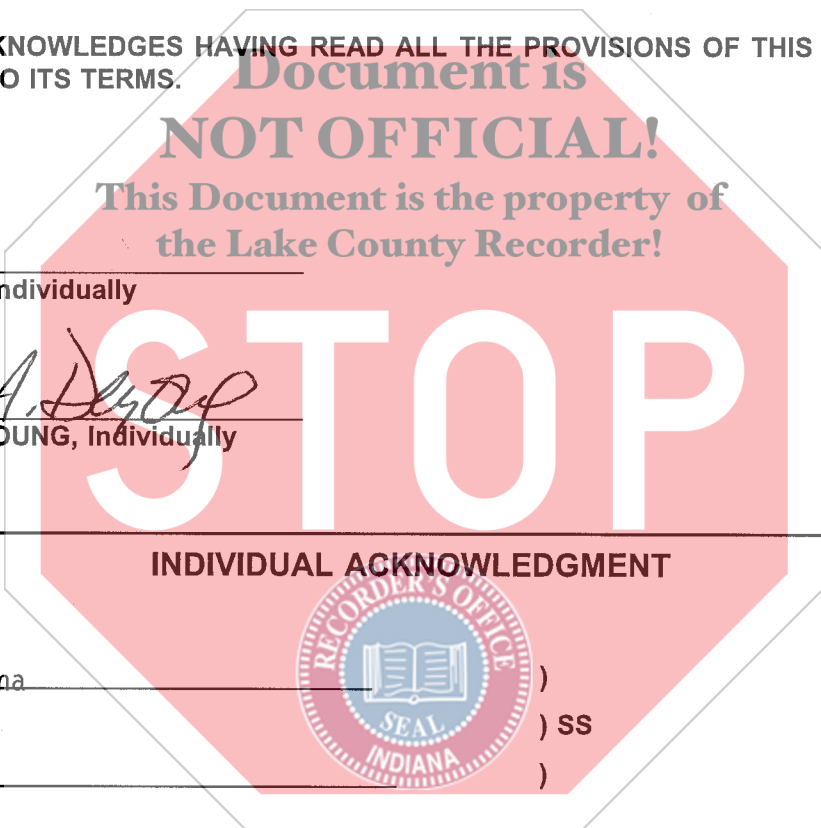 KNOWLEDGES HAVING READ ALL THE PROVISIONS OF THIS
O ITS TERMS.
Document is
NOT OFFICIAL!
This Document is the property of
the Lake County Recorder!
ndividually
STOP
A.
OUNG, Individually
INDIVIDUAL ACKNOWLEDGMENT
RECORDER'S OFFICE
SEAL
INDIANA
na )
) SS
)